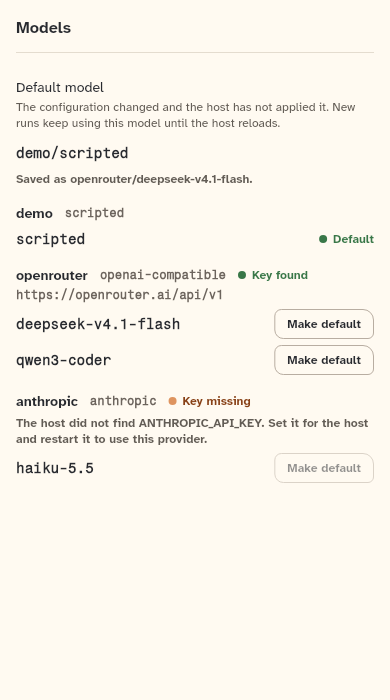 Models
Default model
The configuration changed and the host has not applied it. New
runs keep using this model until the host reloads.
demo/scripted
Saved as openrouter/deepseek-v4.1-flash.
demo scripted
scripted Default
openrouter openai-compatible Key found
https://openrouter.ai/api/v1
deepseek-v4.1-flash Make default
qwen3-coder Make default
anthropic anthropic Key missing
The host did not find ANTHROPIC_API_KEY. Set it for the host
and restart it to use this provider.
haiku-5.5 Make default